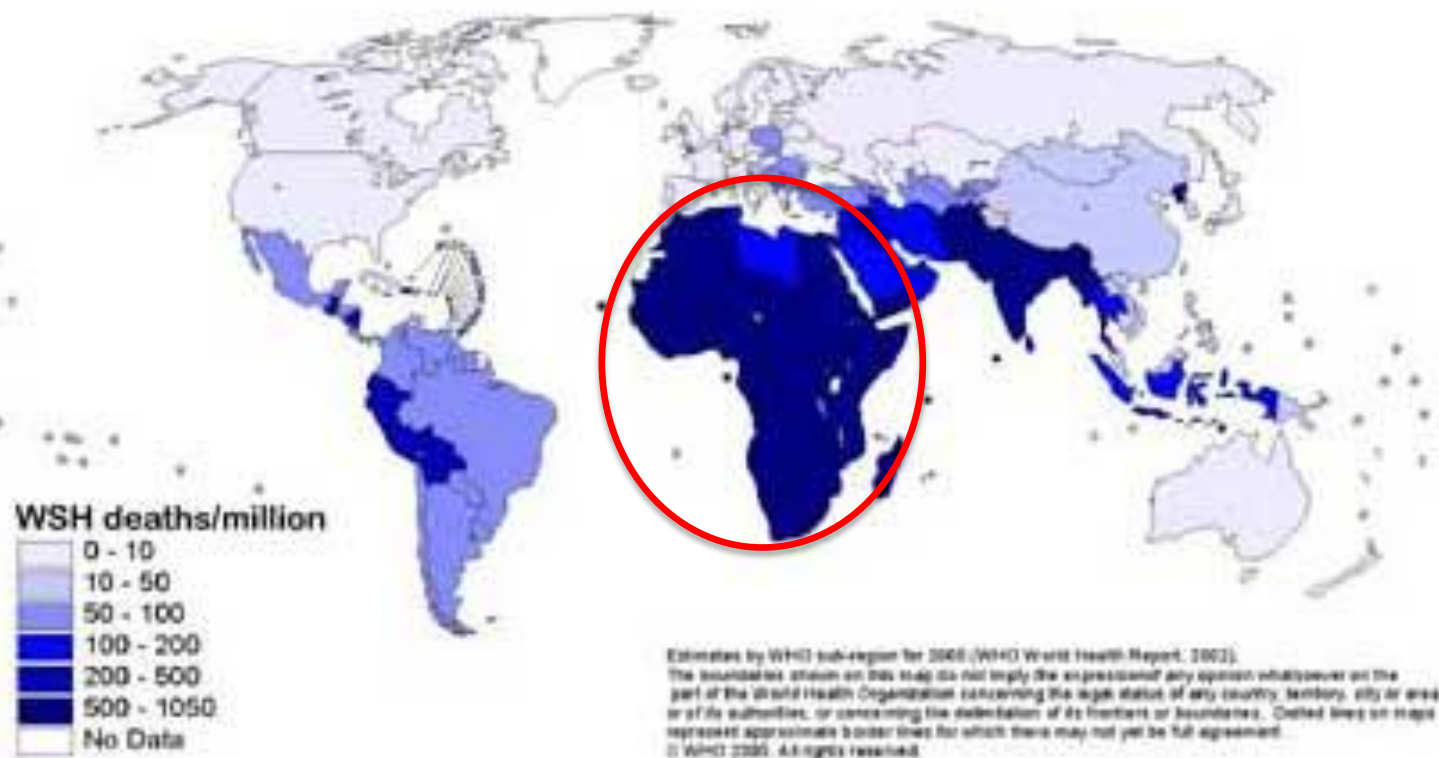 WSH deaths/million
0 - 10
10 - 50
50 - 100
100 - 200
200 - 500
500 - 1050
No Data
Estimates by WHO sub-region for (WHO World Health Report, 2002).
The boundaries shown on this map do not imply the expression of any opinion whatsoever on the
part of the World Health Organization concerning the legal status of any country, territory, city or area
or of its authorities, or concerning the delimitation of its frontiers or boundaries. Dotted lines on maps
represent approximate border lines for which there may not yet be full agreement.
© WHO All rights reserved